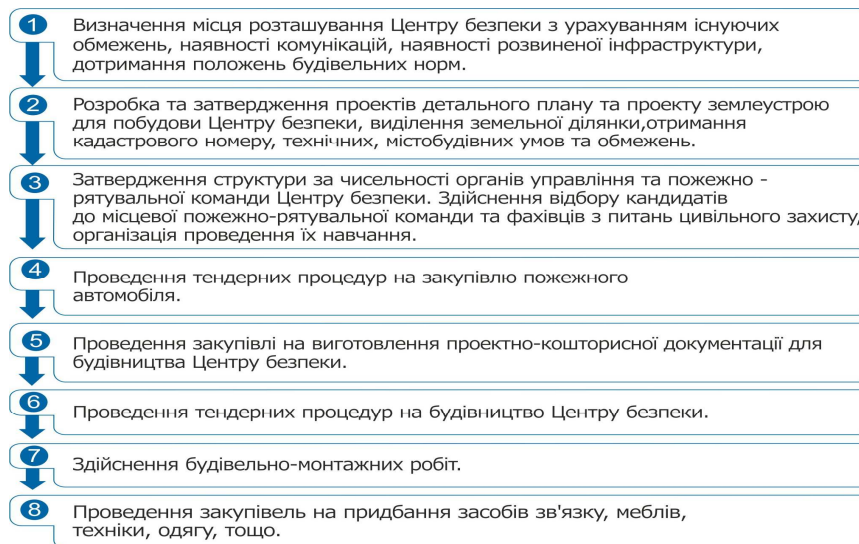 1 Визначення місця розташування Центру безпеки з урахуванням існуючих
обмежень, наявності комунікацій, наявності розвиненої інфраструктури,
дотримання положень будівельних норм.
2 Розробка та затвердження проектів детального плану та проекту землеустрою
для побудови Центру безпеки, виділення земельної ділянки,отримання
кадастрового номеру, технічних, містобудівних умов та обмежень.
3 Затвердження структури за чисельності органів управління та пожежно -
рятувальної команди Центру безпеки. Здійснення відбору кандидатів
до місцевої пожежно-рятувальної команди та фахівців з питань цивільного захисту,
організація проведення їх навчання.
4 Проведення тендерних процедур на закупівлю пожежного
автомобіля.
5 Проведення закупівлі на виготовлення проектно-кошторисної документації для
будівництва Центру безпеки.
6 Проведення тендерних процедур на будівництво Центру безпеки.
7 Здійснення будівельно-монтажних робіт.
8 Проведення закупівель на придбання засобів зв'язку, меблів,
техніки, одягу, тощо.